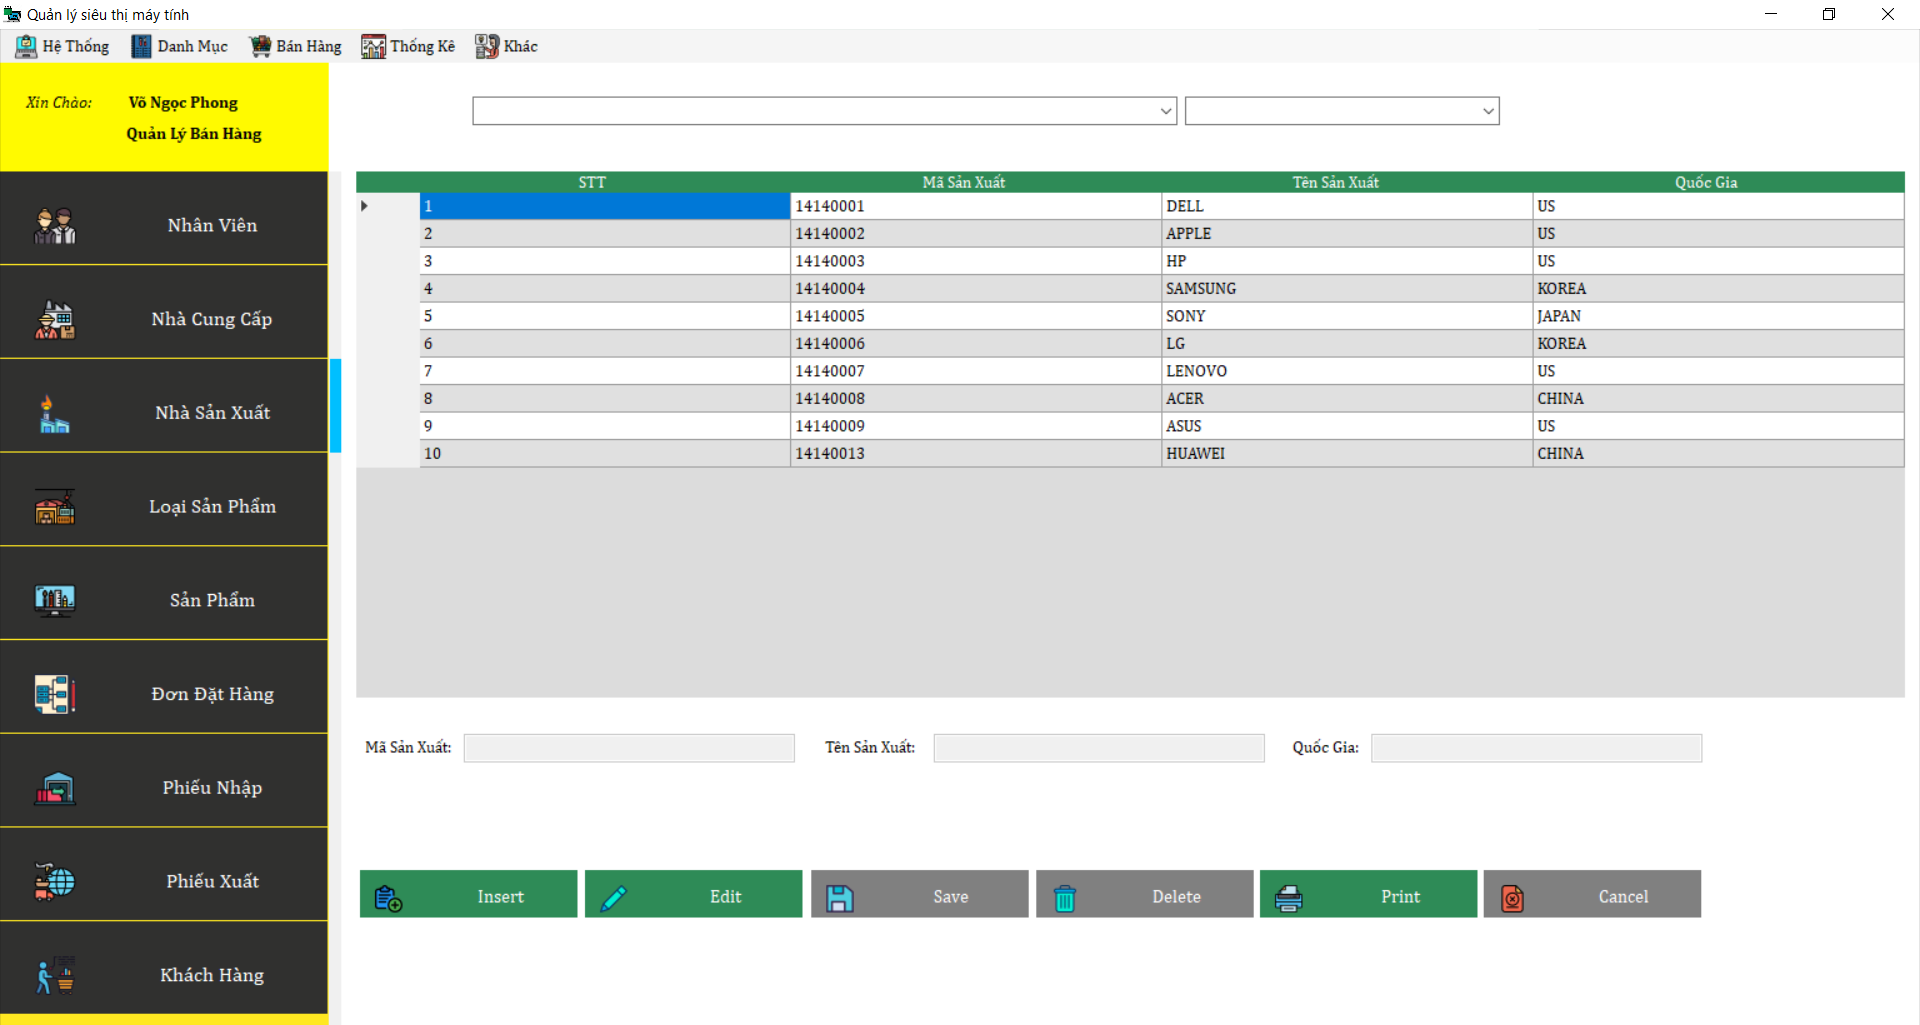 Quản lý siêu thị máy tính
Hệ Thống Danh Mục Bán Hàng Thống Kê Khác
Xin Chào: Võ Ngọc Phong
Quản Lý Bán Hàng
Nhân Viên
Nhà Cung Cấp
Nhà Sản Xuất
Loại Sản Phẩm
Sản Phẩm
Đơn Đặt Hàng
Phiếu Nhập
Phiếu Xuất
Khách Hàng
STT Mã Sản Xuất Tên Sản Xuất Quốc Gia
1 14140001 DELL US
2 14140002 APPLE US
3 14140003 HP US
4 14140004 SAMSUNG KOREA
5 14140005 SONY JAPAN
6 14140006 LG KOREA
7 14140007 LENOVO US
8 14140008 ACER CHINA
9 14140009 ASUS US
10 14140013 HUAWEI CHINA
Mã Sản Xuất: Tên Sản Xuất: Quốc Gia:
Insert Edit Save Delete Print Cancel